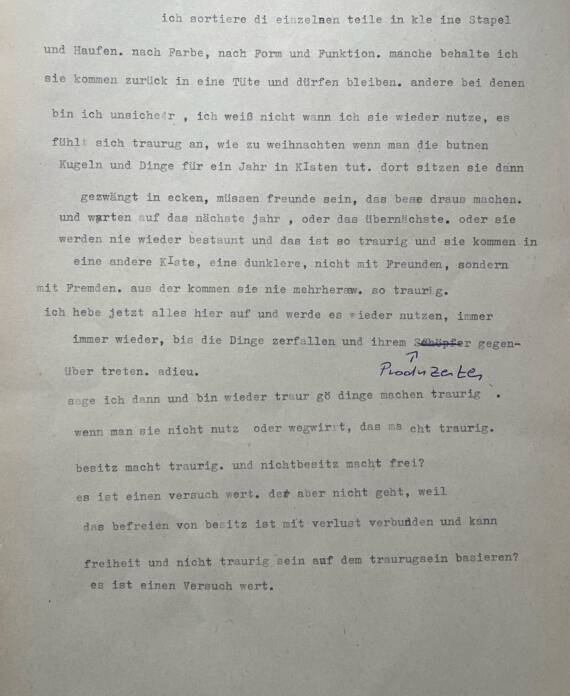 ich sortiere di einzelnen teile in kle ine Stapel
und Haufen. nach Farbe, nach Form und Funktion. manche behalte ich
sie kommen zurück in eine Tüte und dürfen bleiben. andere bei denen
bin ich unsicher , ich weiß nicht wann ich sie wieder nutze, es
fühlt sich traurug an, wie zu weihnachten wenn man die butnen
Kugeln und Dinge für ein Jahr in KIsten tut. dort sitzen sie dann
gezwängt in ecken, müssen freunde sein, das bese draus machen.
und warten auf das nächste jahr , oder das übernächste. oder sie
werden nie wieder bestaunt und das ist so traurig und sie kommen in
eine andere KIste, eine dunklere, nicht mit Freunden, sondern
mit Fremden. aus der kommen sie nie mehrheraw. so traurig.
ich hebe jetzt alles hier auf und werde es wieder nutzen, immer
immer wieder, bis die Dinge zerfallen und ihrem Schöpfer gegen-
über treten. adieu.
Produzenten
sage ich dann und bin wieder traur gö dinge machen traurig .
wenn man sie nicht nutz oder wegwirrt, das ma cht traurig.
besitz macht traurig. und nichtbesitz macht frei?
es ist einen versuch wert. der aber nicht geht, weil
das befreien von besitz ist mit verlust verbunden und kann
freiheit und nicht traurig sein auf dem traurugsein basieren?
es ist einen Versuch wert.